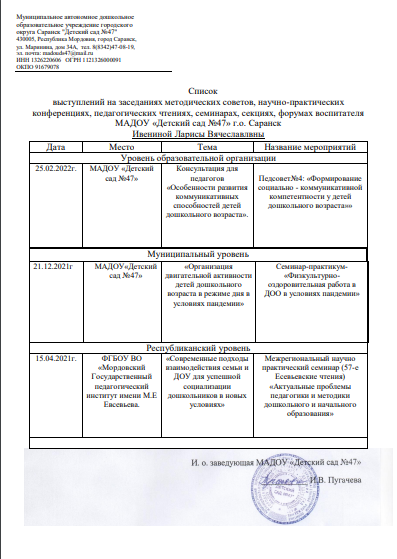 Муниципальное автономное дошкольное
образовательное учреждение городского
округа Саранск "Детский сад №47"
430005, Республика Мордовия, город Саранск,
ул. Маринина, дом 34А, тел. 8(8342)47-08-19,
эл. почта: madouds47@mail.ru
ИНН 1326220606 ОГРН 1121326000091
ОКПО 91679078
Список
выступлений на заседаниях методических советов, научно-практических
конференциях, педагогических чтениях, семинарах, секциях, форумах воспитателя
МАДОУ «Детский сад №47» г.о. Саранск
Ивениной Ларисы Вячеславланы
Дата Место Тема Название мероприятий
Уровень образовательной организации
25.02.2022г.
МАДОУ «Детский
сад №47»
Консультация для
педагогов
«Особенности развития
коммуникативных
способностей детей
дошкольного возраста».
Педсовет№4: «Формирование
социально - коммуникативной
компетентности у детей
дошкольного возраста»»
Муниципальный уровень
21.12.2021г
МАДОУ«Детский
сад №47»
«Организация
двигательной активности
детей дошкольного
возраста в режиме дня в
условиях пандемии»
Семинар-практикум-
«Физкультурно-
оздоровительная работа в
ДОО в условиях пандемии»
Республиканский уровень
15.04.2021г.
ФГБОУ ВО
«Мордовский
Государственный
педагогический
институт имени М.Е
Евсевьева.
«Современные подходы
взаимодействия семьи и
ДОУ для успешной
социализации
дошкольников в новых
условиях»
Межрегиональный научно
практический семинар (57-е
Есевьевские чтения)
«Актуальные проблемы
педагогики и методики
дошкольного и начального
образования»
И. о. заведующая МАДОУ «Детский сад №47»
И.В. Пугачева